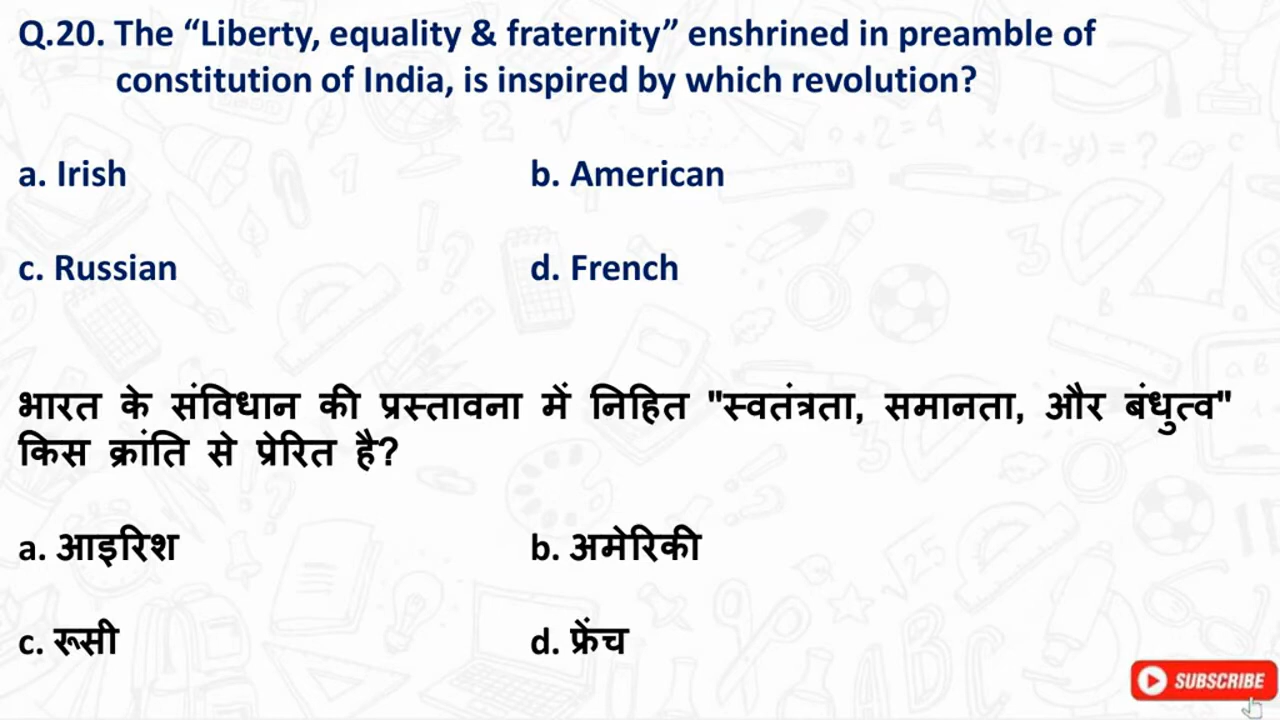 Q.20. The “Liberty, equality & fraternity” enshrined in preamble of
constitution of India, is inspired by which revolution?
a. Irish
b. American
c. Russian
d. French
भारत के संविधान की प्रस्तावना में निहित "स्वतंत्रता, समानता, और बंधुत्व"
किस क्रांति से प्रेरित है?
a. आइरिश
b. अमेरिकी
c. रूसी
d. फ्रेंच
SUBSCRIBE